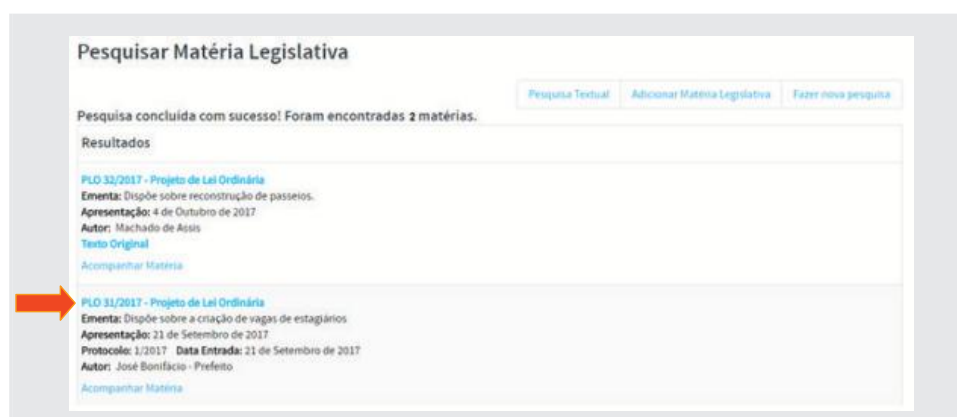 Pesquisar Matéria Legislativa
Pesquisa Textual Adicionar Matéria Legislativa Fazer nova pesquisa
Pesquisa concluída com sucesso! Foram encontradas 2 matérias.
Resultados
PLO 32/2017 - Projeto de Lei Ordinária
Ementa: Dispõe sobre reconstrução de passeios.
Apresentação: 4 de Outubro de 2017
Autor: Machado de Assis
Texto Original
Acompanhar Matéria
PLO 31/2017 - Projeto de Lei Ordinária
Ementa: Dispõe sobre a criação de vagas de estagiários
Apresentação: 21 de Setembro de 2017
Protocolo: 1/2017 Data Entrada: 21 de Setembro de 2017
Autor: José Bonifácio - Prefeito
Acompanhar Matéria